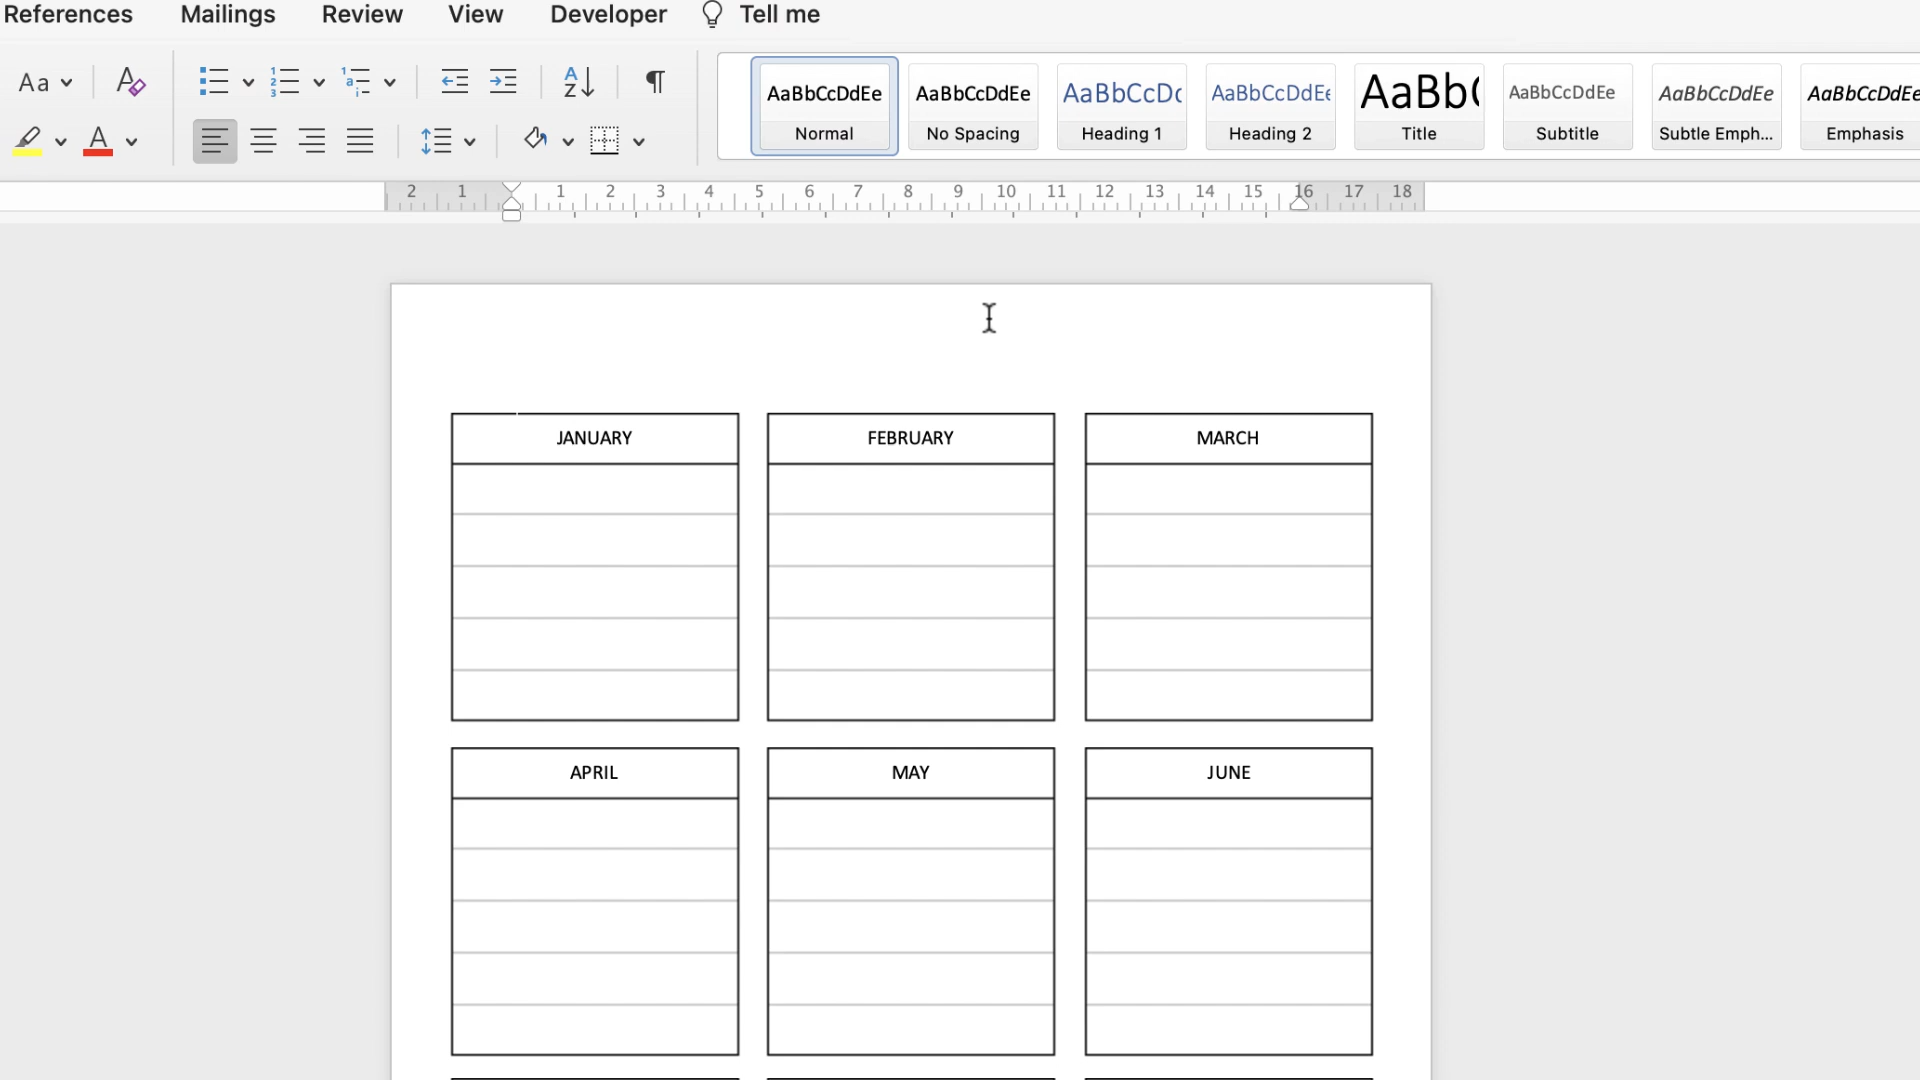 References Mailings Review View Developer Tell me
Aa
AaBbCcDdEe AaBbCcDdEe AaBbCcDc AaBbCcDdEe AaBb( AaBbCcDdEe AaBbCcDdEe AaBbCcDdEe
Normal No Spacing Heading 1 Heading 2 Title Subtitle Subtle Emph... Emphasis
2 1 1 2 3 4 5 6 7 8 9 10 11 12 13 14 15 16 17 18
JANUARY FEBRUARY MARCH
APRIL MAY JUNE